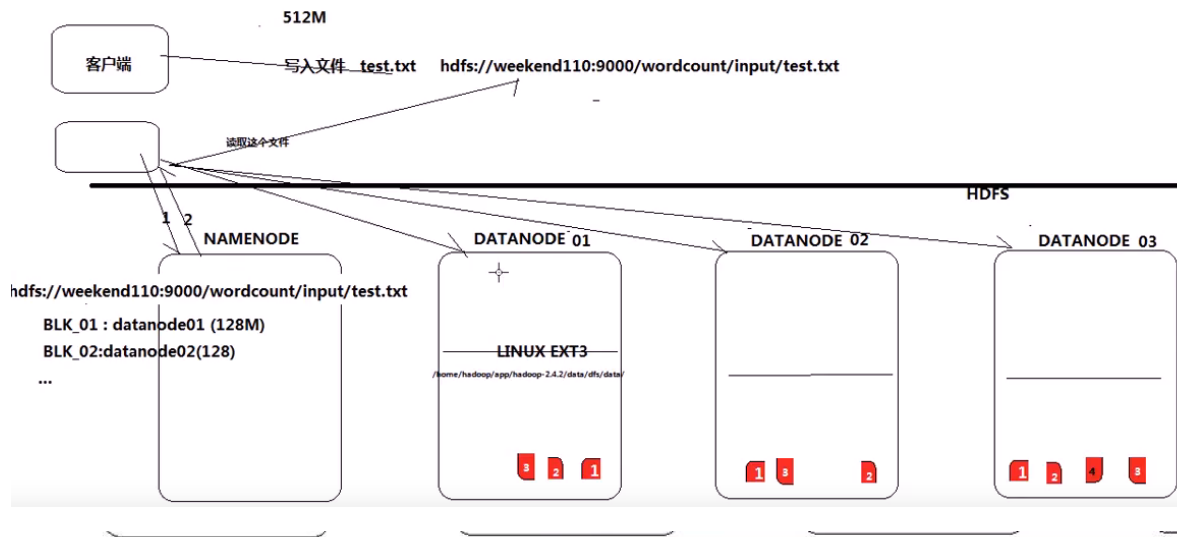 512M
客户端
写入文件 test.txt hdfs://weekend110:9000/wordcount/input/test.txt
读取这个文件
HDFS
1 2
NAMENODE
DATANODE 01
DATANODE 02
DATANODE 03
hdfs://weekend110:9000/wordcount/input/test.txt
BLK_01 : datanode01 (128M)
BLK_02:datanode02(128)
...
LINUX EXT3
/home/hadoop/app/hadoop-2.4.2/data/dfs/data/
3 2 1
1 3 2
1 2 4 3